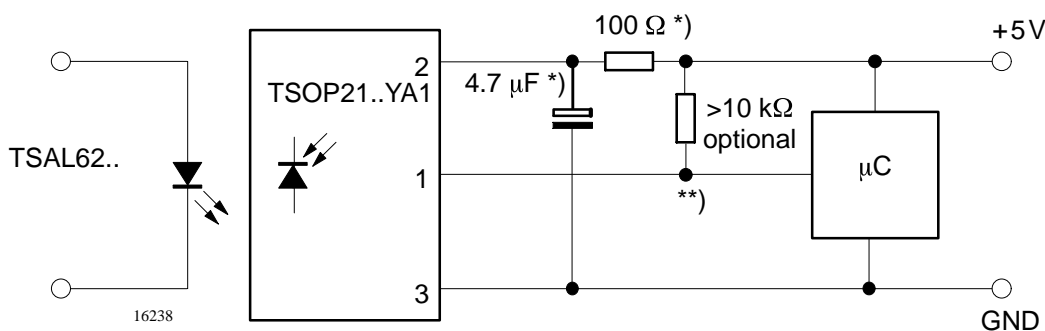 100 Ω *)
+5V
2
4.7 μF *)
TSOP21..YA1
>10 kΩ
optional
TSAL62..
1
μC
**)
3
16238
GND